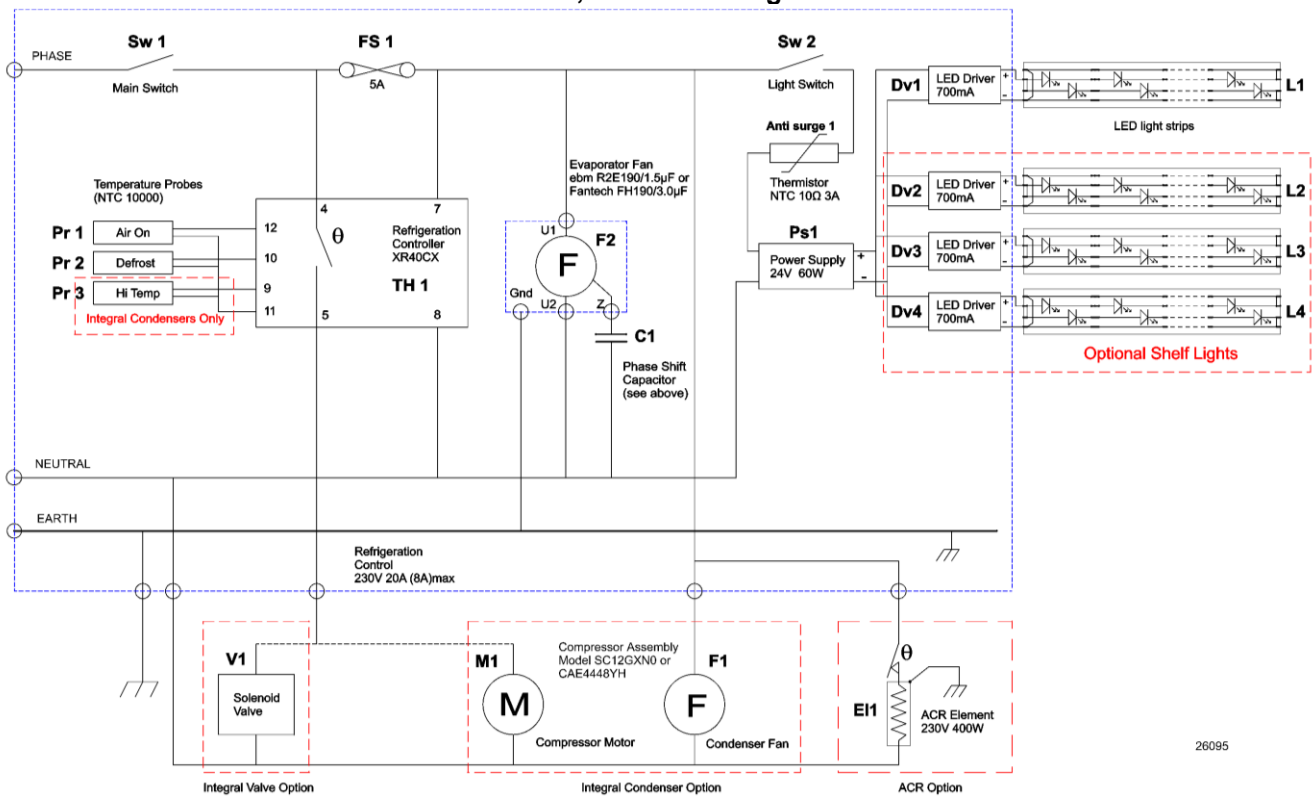 Sw 1
FS 1
Sw 2
PHASE
Main Switch
5A
Light Switch
Dv1
LED Driver
700mA
+
-
L1
LED light strips
Anti surge 1
Thermistor
NTC 10Ω 3A
Evaporator Fan
ebm R2E190/1.5µF or
Fantech FH190/3.0µF
Temperature Probes
(NTC 10000)
Pr 1
Air On
Pr 2
Defrost
Pr 3
Hi Temp
Integral Condensers Only
12
10
9
11
4
7
θ
Refrigeration
Controller
XR40CX
TH 1
5
8
U1
F2
F
Gnd
U2
Z
C1
Phase Shift
Capacitor
(see above)
Ps1
Power Supply
24V 60W
+
-
Dv2
LED Driver
700mA
+
-
L2
Dv3
LED Driver
700mA
+
-
L3
Dv4
LED Driver
700mA
+
-
L4
Optional Shelf Lights
NEUTRAL
EARTH
Refrigeration
Control
230V 20A (8A)max
V1
Solenoid
Valve
M1
Compressor Assembly
Model SC12GXN0 or
CAE4448YH
M
Compressor Motor
F1
F
Condenser Fan
θ
El1
ACR Element
230V 400W
26095
Integral Valve Option
Integral Condenser Option
ACR Option